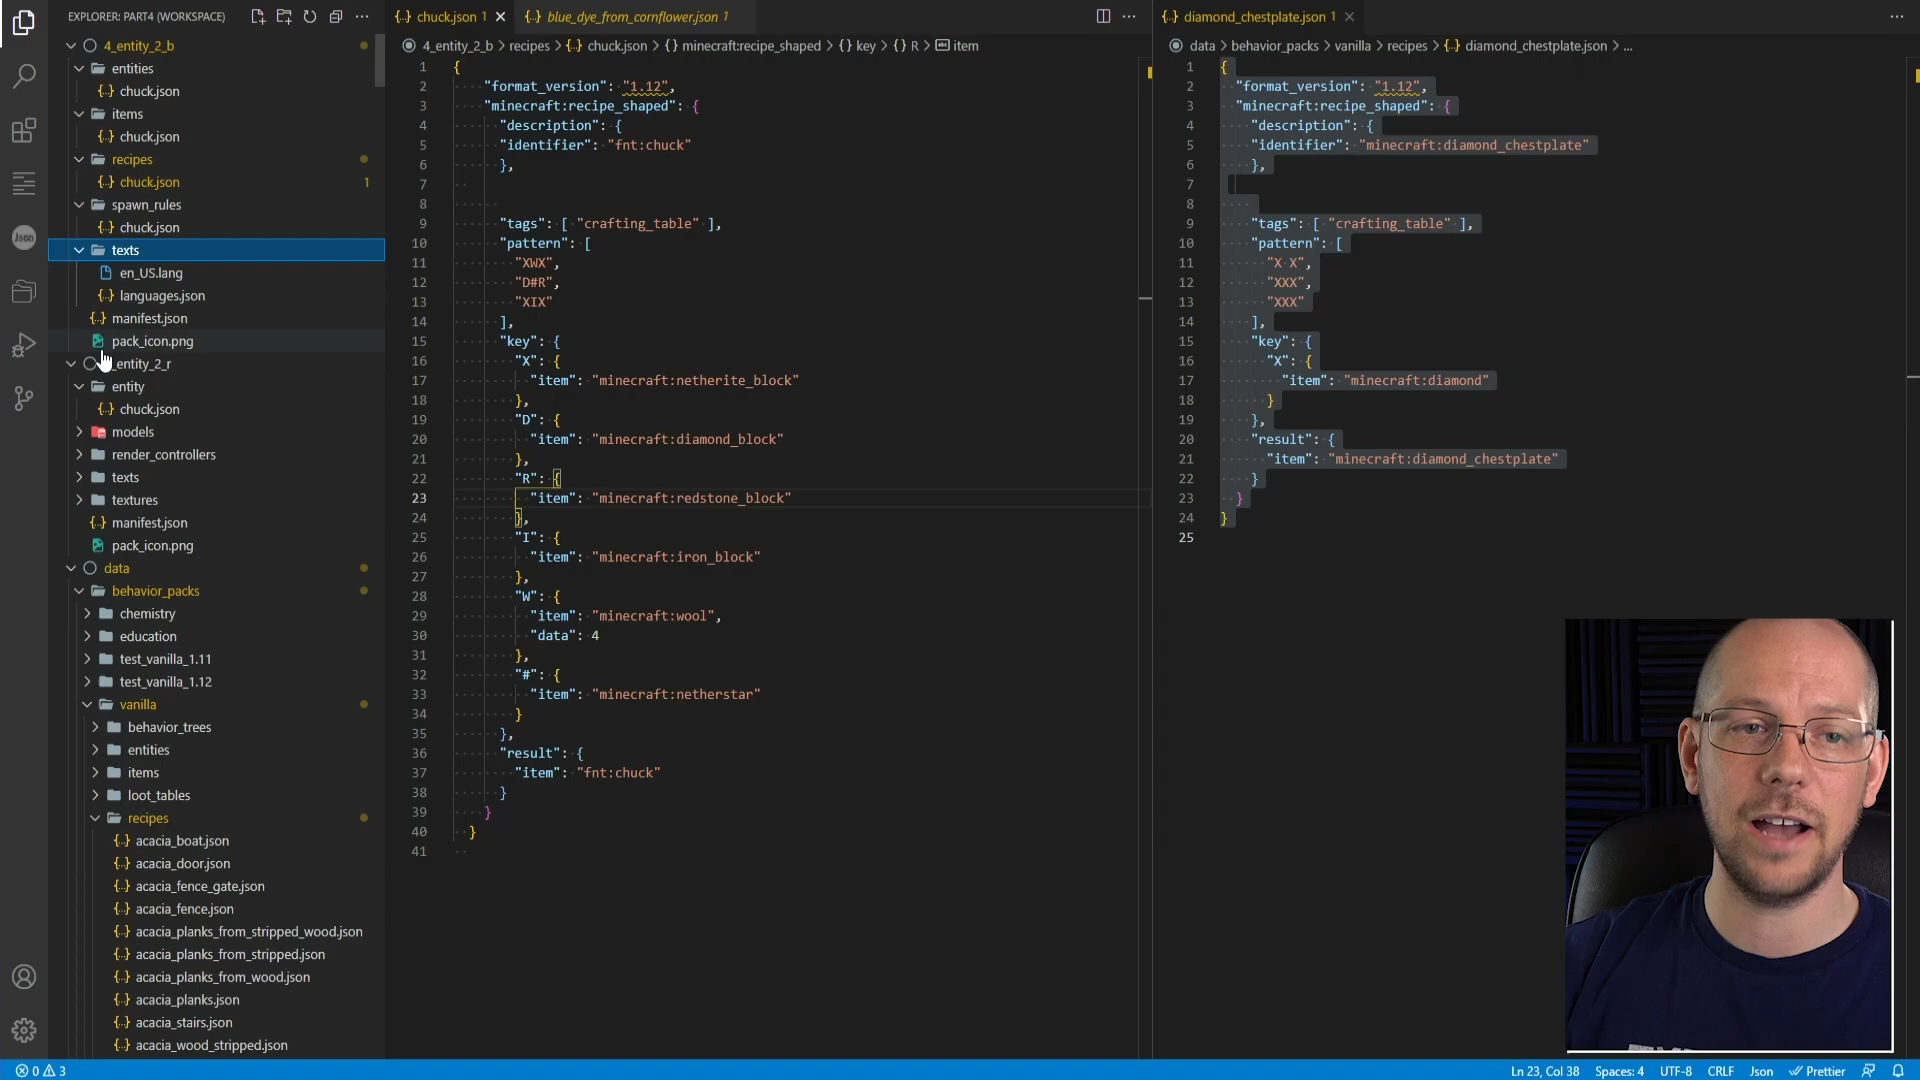 EXPLORER: PART4 (WORKSPACE)
4_entity_2_b
entities
chuck.json
items
chuck.json
recipes
chuck.json 1
spawn_rules
chuck.json
texts
en_US.lang
languages.json
manifest.json
pack_icon.png
_entity_2_r
entity
chuck.json
models
render_controllers
texts
textures
manifest.json
pack_icon.png
data
behavior_packs
chemistry
education
test_vanilla_1.11
test_vanilla_1.12
vanilla
behavior_trees
entities
items
loot_tables
recipes
acacia_boat.json
acacia_door.json
acacia_fence_gate.json
acacia_fence.json
acacia_planks_from_stripped_wood.json
acacia_planks_from_stripped.json
acacia_planks_from_wood.json
acacia_planks.json
acacia_stairs.json
acacia_wood_stripped.json
Json
{..} chuck.json 1 {..} blue_dye_from_cornflower.json 1
4_entity_2_b > recipes > {..} chuck.json > {} minecraft:recipe_shaped > {} key > {} R > item
1 {
2 "format_version": "1.12",
3 "minecraft:recipe_shaped": {
4 "description": {
5 "identifier": "fnt:chuck"
6 },
7
8
9 "tags": [ "crafting_table" ],
10 "pattern": [
11 "XWX",
12 "D#R",
13 "XIX"
14 ],
15 "key": {
16 "X": {
17 "item": "minecraft:netherite_block"
18 },
19 "D": {
20 "item": "minecraft:diamond_block"
21 },
22 "R": {
23 "item": "minecraft:redstone_block"
24 },
25 "I": {
26 "item": "minecraft:iron_block"
27 },
28 "W": {
29 "item": "minecraft:wool",
30 "data": 4
31 },
32 "#": {
33 "item": "minecraft:netherstar"
34 }
35 },
36 "result": {
37 "item": "fnt:chuck"
38 }
39 }
40 }
41
{..} diamond_chestplate.json 1
data > behavior_packs > vanilla > recipes > {..} diamond_chestplate.json > ...
1 {
2 "format_version": "1.12",
3 "minecraft:recipe_shaped": {
4 "description": {
5 "identifier": "minecraft:diamond_chestplate"
6 },
7
8
9 "tags": [ "crafting_table" ],
10 "pattern": [
11 "X X",
12 "XXX",
13 "XXX"
14 ],
15 "key": {
16 "X": {
17 "item": "minecraft:diamond"
18 }
19 },
20 "result": {
21 "item": "minecraft:diamond_chestplate"
22 }
23 }
24 }
25
0 3
Ln 23, Col 38 Spaces: 4 UTF-8 CRLF Json Prettier